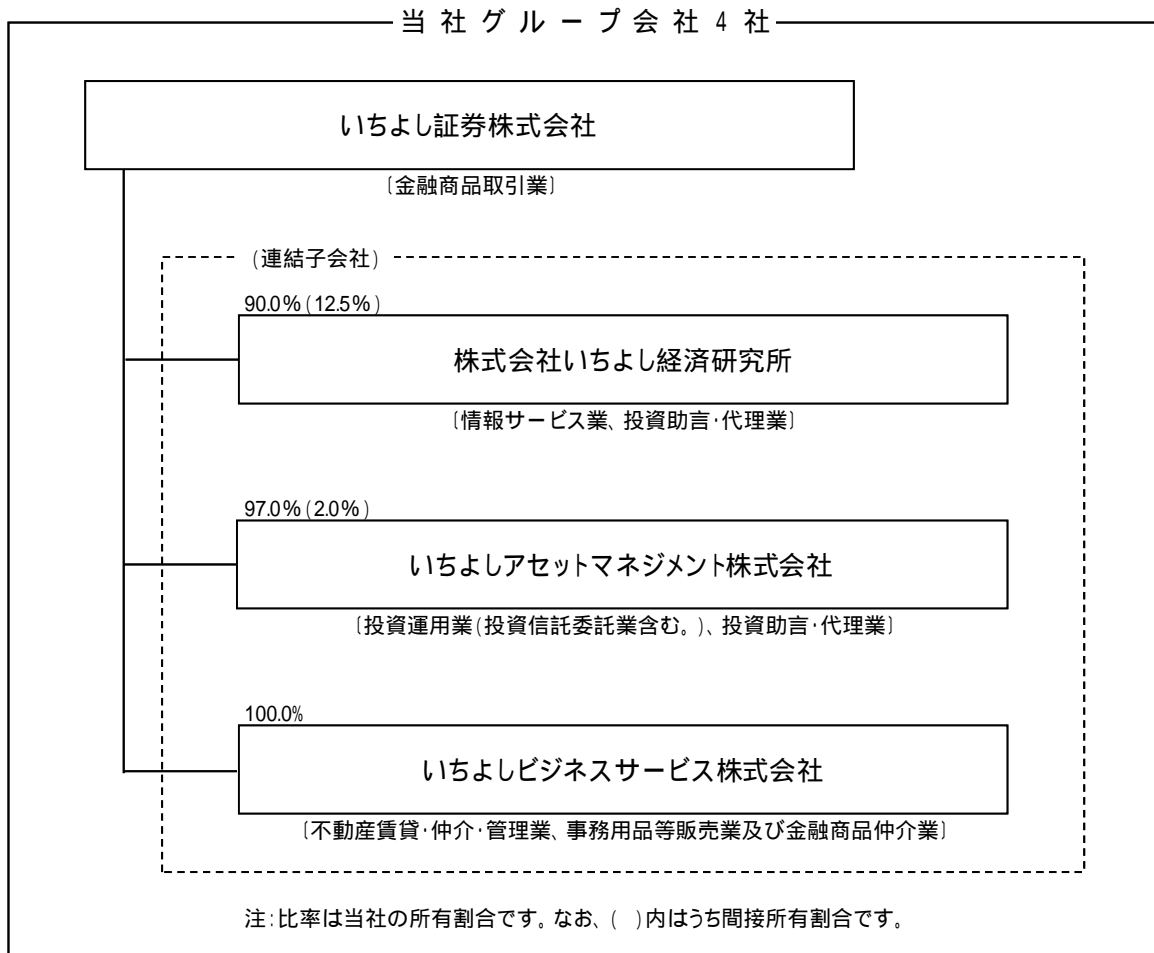 当社グループ会社4社
いちよし証券株式会社
〔金融商品取引業〕
(連結子会社)
90.0%(12.5%)
株式会社いちよし経済研究所
〔情報サービス業、投資助言・代理業〕
97.0%(2.0%)
いちよしアセットマネジメント株式会社
〔投資運用業(投資信託委託業含む。)、投資助言・代理業〕
100.0%
いちよしビジネスサービス株式会社
〔不動産賃貸・仲介・管理業、事務用品等販売業及び金融商品仲介業〕
注:比率は当社の所有割合です。なお、( )内はうち間接所有割合です。